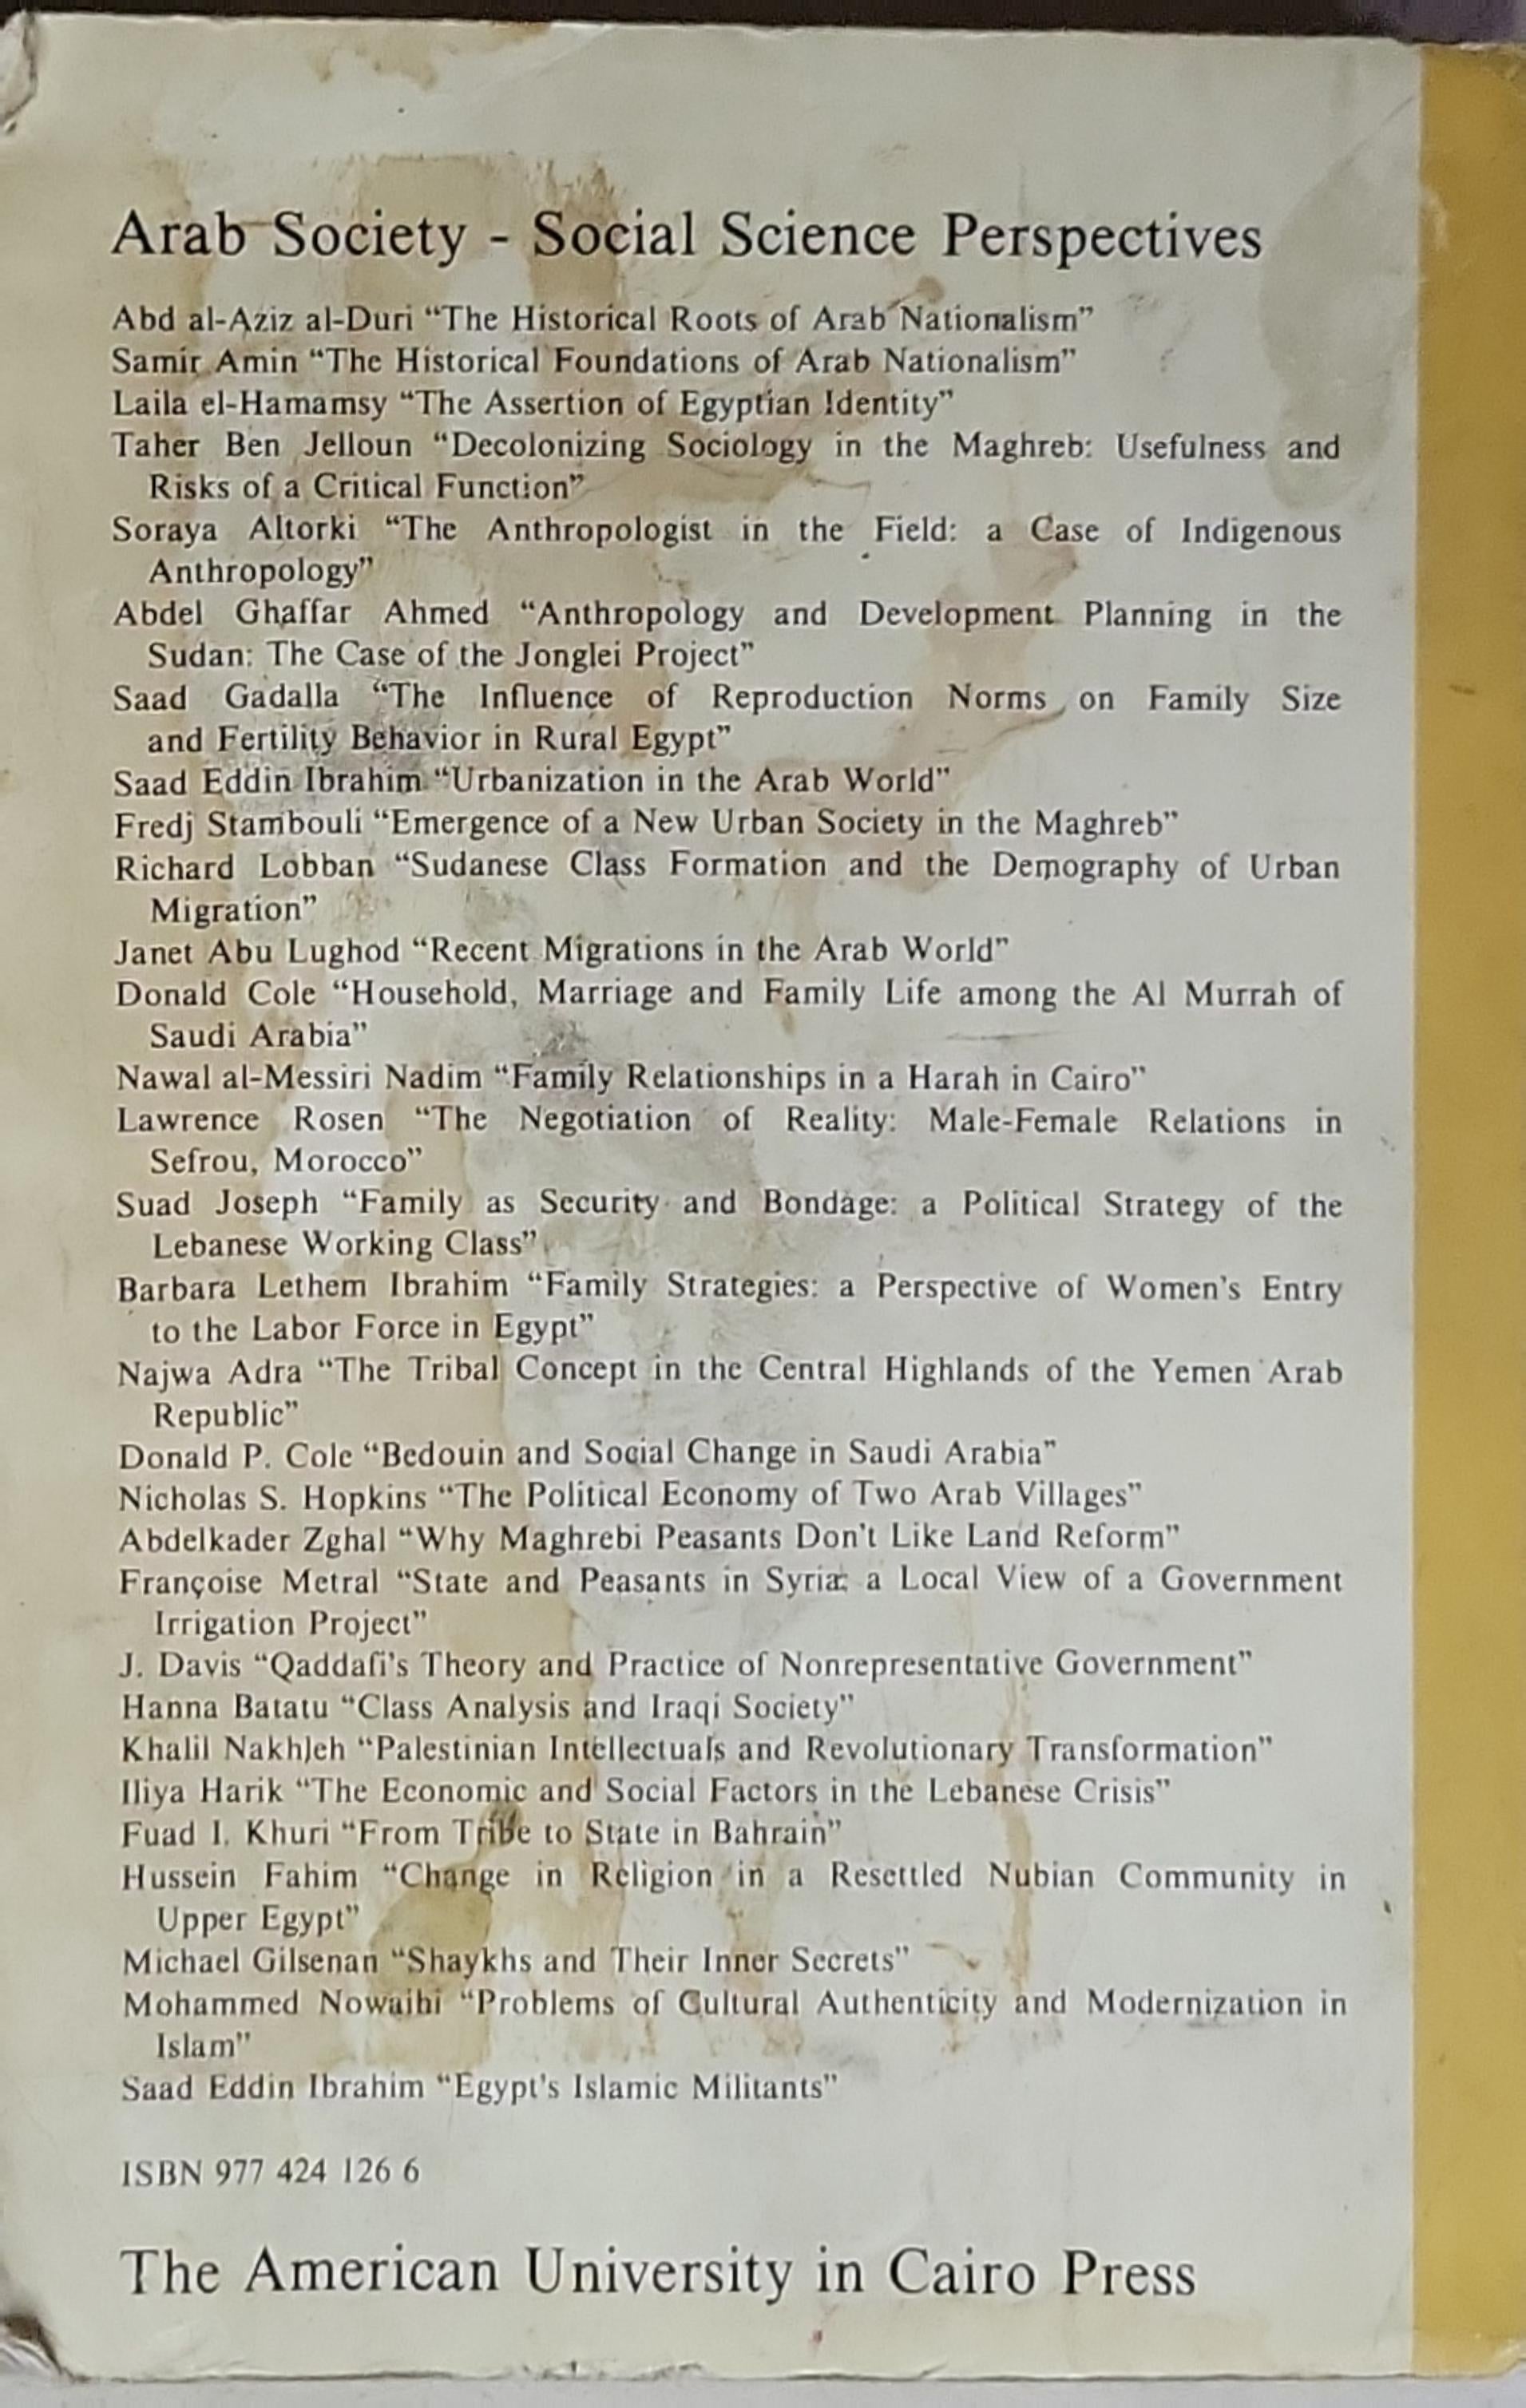 Arab Society - Social Science Perspectives
Abd al-Aziz al-Duri “The Historical Roots of Arab Nationalism”
Samir Amin “The Historical Foundations of Arab Nationalism”
Laila el-Hamamsy “The Assertion of Egyptian Identity”
Taher Ben Jelloun “Decolonizing Sociology in the Maghreb: Usefulness and
Risks of a Critical Function”
Soraya Altorki “The Anthropologist in the Field: a Case of Indigenous
Anthropology”
Abdel Ghaffar Ahmed “Anthropology and Development Planning in the
Sudan: The Case of the Jonglei Project”
Saad Gadalla “The Influence of Reproduction Norms on Family Size
and Fertility Behavior in Rural Egypt”
Saad Eddin Ibrahim “Urbanization in the Arab World”
Fredj Stambouli “Emergence of a New Urban Society in the Maghreb”
Richard Lobban “Sudanese Class Formation and the Demography of Urban
Migration”
Janet Abu Lughod “Recent Migrations in the Arab World”
Donald Cole “Household, Marriage and Family Life among the Al Murrah of
Saudi Arabia”
Nawal al-Messiri Nadim “Family Relationships in a Harah in Cairo”
Lawrence Rosen “The Negotiation of Reality: Male-Female Relations in
Sefrou, Morocco”
Suad Joseph “Family as Security and Bondage: a Political Strategy of the
Lebanese Working Class”
Barbara Lethem Ibrahim “Family Strategies: a Perspective of Women's Entry
to the Labor Force in Egypt”
Najwa Adra “The Tribal Concept in the Central Highlands of the Yemen Arab
Republic”
Donald P. Cole “Bedouin and Social Change in Saudi Arabia”
Nicholas S. Hopkins “The Political Economy of Two Arab Villages”
Abdelkader Zghal “Why Maghrebi Peasants Don't Like Land Reform”
Françoise Metral “State and Peasants in Syria: a Local View of a Government
Irrigation Project”
J. Davis “Qaddafi's Theory and Practice of Nonrepresentative Government”
Hanna Batatu “Class Analysis and Iraqi Society”
Khalil Nakhleh “Palestinian Intellectuals and Revolutionary Transformation”
Iliya Harik “The Economic and Social Factors in the Lebanese Crisis”
Fuad I. Khuri “From Tribe to State in Bahrain”
Hussein Fahim “Change in Religion in a Resettled Nubian Community in
Upper Egypt”
Michael Gilsenan “Shaykhs and Their Inner Secrets”
Mohammed Nowaihi “Problems of Cultural Authenticity and Modernization in
Islam”
Saad Eddin Ibrahim “Egypt's Islamic Militants”
ISBN 977 424 126 6
The American University in Cairo Press